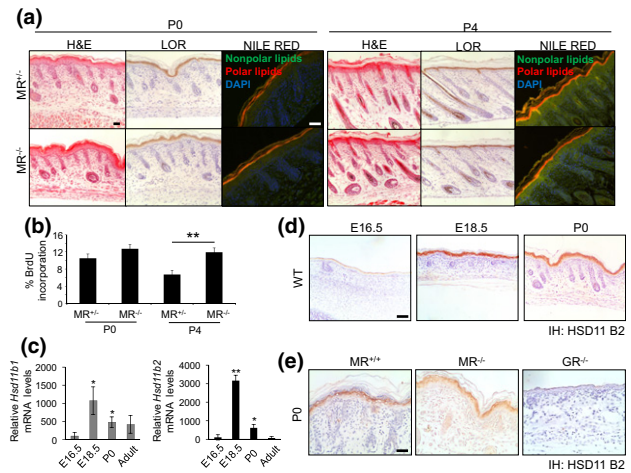 (a)
P0
P4
H&E
LOR
NILE RED
H&E
LOR
NILE RED
MR+/-
Nonpolar lipids
Polar lipids
DAPI
Nonpolar lipids
Polar lipids
DAPI
MR-/-
(b)
% BrdU
incorporation
16
12
8
4
0
**
MR+/-
MR-/-
MR+/-
MR-/-
P0
P4
(c)
Relative Hsd11b1
mRNA levels
2000
1500
1000
500
0
*
*
E16.5
E18.5
P0
Adult
Relative Hsd11b2
mRNA levels
4000
3000
2000
1000
0
**
*
E16.5
E18.5
P0
Adult
(d)
E16.5
E18.5
P0
WT
IH: HSD11 B2
(e)
MR+/+
MR-/-
GR-/-
P0
IH: HSD11 B2